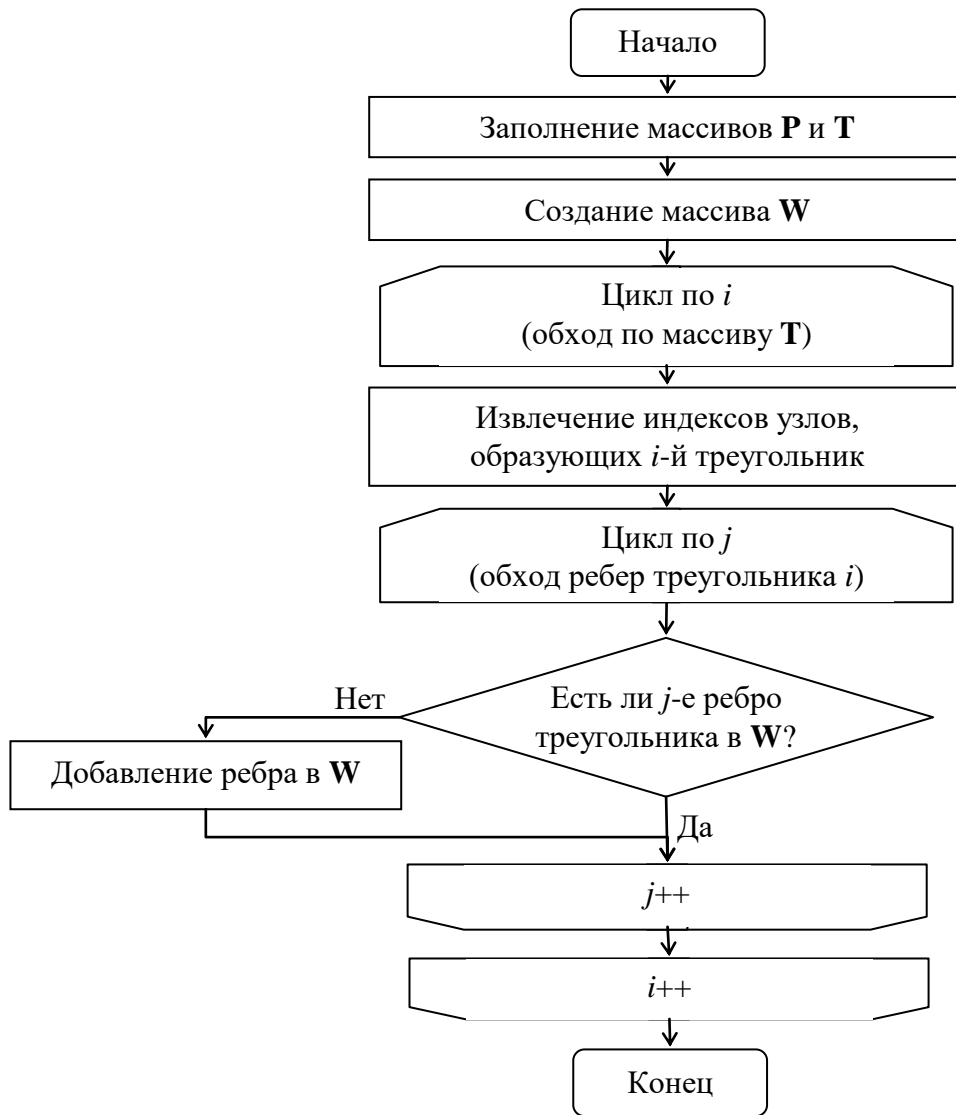 Начало
Заполнение массивов P и T
Создание массива W
Цикл по i
(обход по массиву T)
Извлечение индексов узлов,
образующих i-й треугольник
Цикл по j
(обход ребер треугольника i)
Есть ли j-е ребро
треугольника в W?
Нет
Добавление ребра в W
Да
j++
i++
Конец